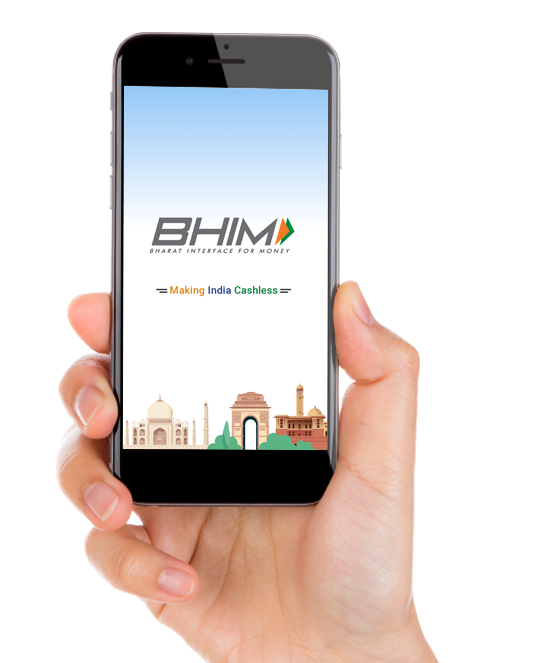 BHIM
BHARAT INTERFACE FOR MONEY
Making India Cashless